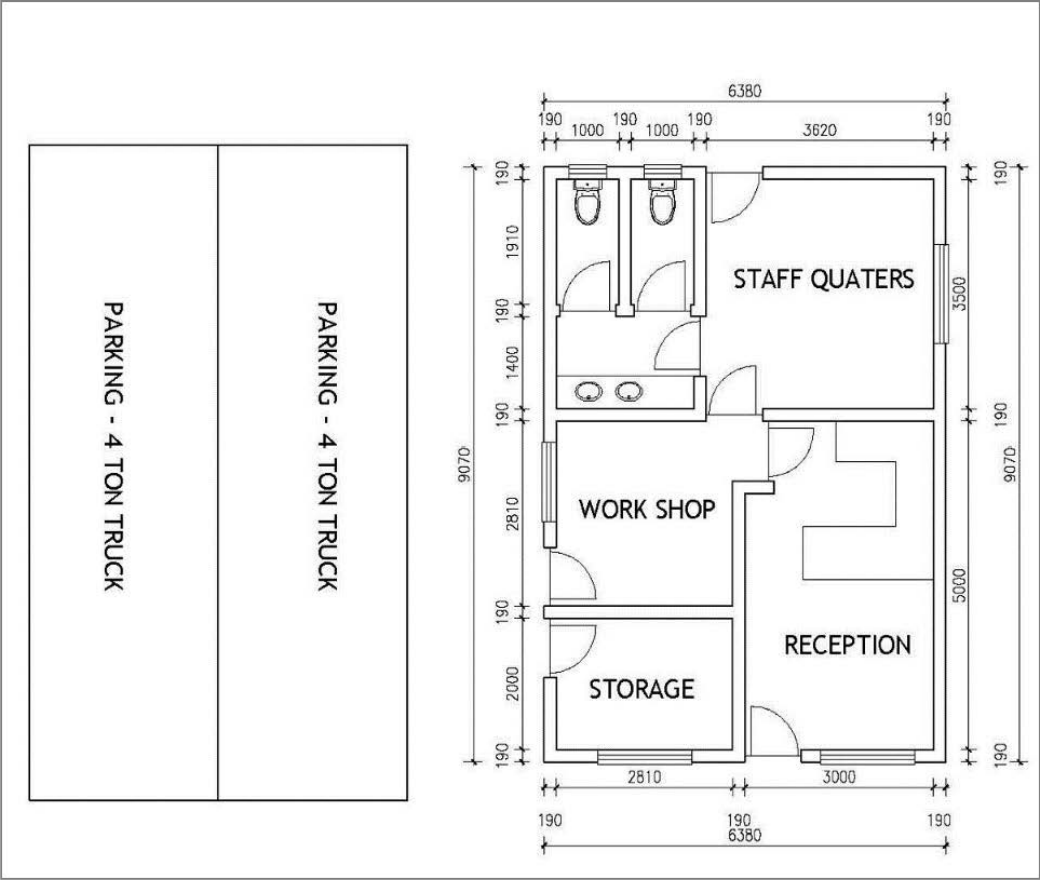 6380
190 190 190 190
1000 1000 3620
190
1910
190
1400
190
9070
2810
190
2000
190
190
3500
190
9070
5000
190
PARKING - 4 TON TRUCK
PARKING - 4 TON TRUCK
STAFF QUATERS
WORK SHOP
RECEPTION
STORAGE
2810 3000
190 190 190
6380